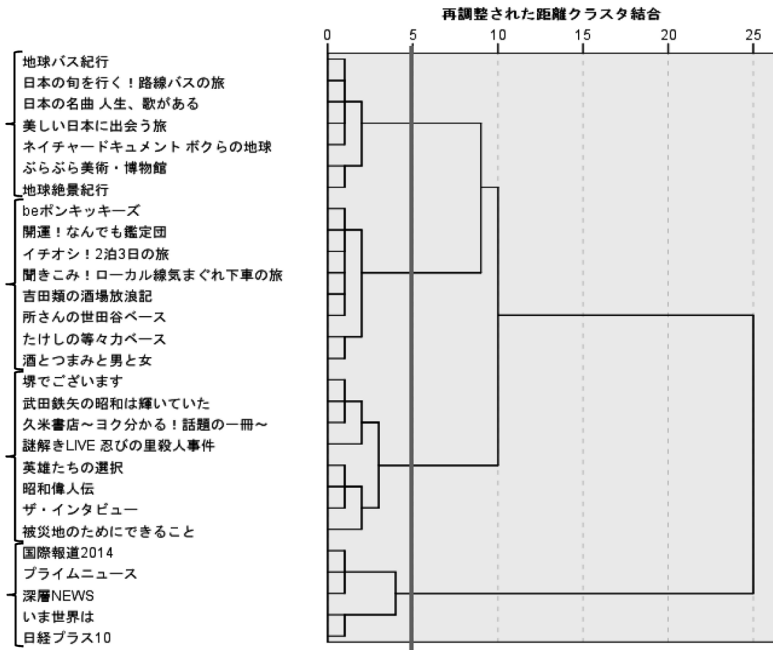 再調整された距離クラスタ結合
0 5 10 15 20 25
地球バス紀行
日本の旬を行く！路線バスの旅
日本の名曲 人生、歌がある
美しい日本に出会う旅
ネイチャードキュメント ボクらの地球
ぶらぶら美術・博物館
地球絶景紀行
beポンキッキーズ
開運！なんでも鑑定団
イチオシ！2泊3日の旅
聞きこみ！ローカル線気まぐれ下車の旅
吉田類の酒場放浪記
所さんの世田谷ベース
たけしの等々力ベース
酒とつまみと男と女
堺でございます
武田鉄矢の昭和は輝いていた
久米書店～ヨク分かる！話題の一冊～
謎解きLIVE 忍びの里殺人事件
英雄たちの選択
昭和偉人伝
ザ・インタビュー
被災地のためにできること
国際報道2014
プライムニュース
深層NEWS
いま世界は
日経プラス10